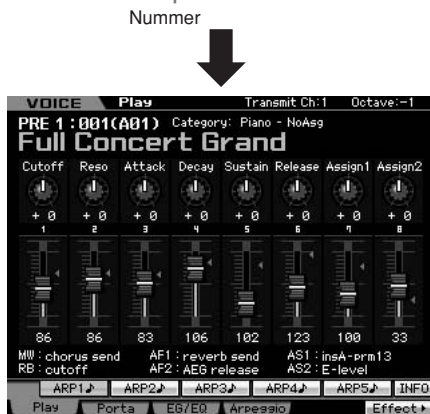 Nummer
VOICE Play Transmit Ch:1 Octave:-1
PRE 1:001(A01) Category: Piano - NoAsg
Full Concert Grand
Cutoff Reso Attack Decay Sustain Release Assign1 Assign2
+ 0 + 0 + 0 + 0 + 0 + 0 + 0 + 0
1 2 3 4 5 6 7 8
86 86 83 106 102 123 100 33
MW : chorus send AF1 : reverb send AS1 : insA-prm13
RB : cutoff AF2 : AEG release AS2 : E-level
ARP1♪ ARP2♪ ARP3♪ ARP4♪ ARP5♪ INFO
Play Porta EG/EQ Arpeggio Effect▶